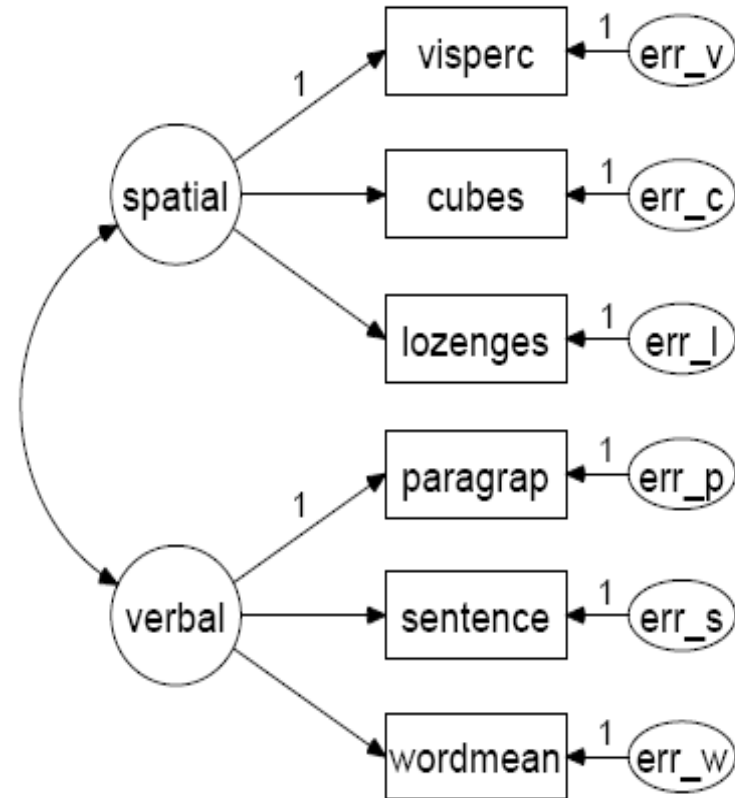 1
visperc
1
err_v
spatial
cubes
1
err_c
lozenges
1
err_l
1
paragrap
1
err_p
verbal
sentence
1
err_s
wordmean
1
err_w